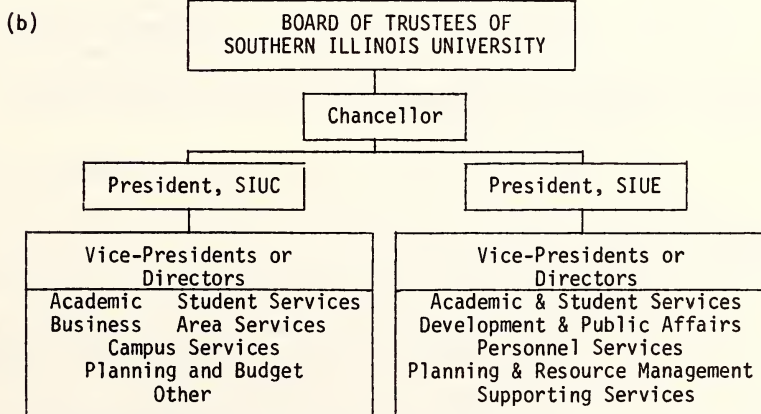 (b)
BOARD OF TRUSTEES OF
SOUTHERN ILLINOIS UNIVERSITY
Chancellor
President, SIUC
President, SIUE
Vice-Presidents or
Directors
Academic Student Services
Business Area Services
Campus Services
Planning and Budget
Other
Vice-Presidents or
Directors
Academic & Student Services
Development & Public Affairs
Personnel Services
Planning & Resource Management
Supporting Services